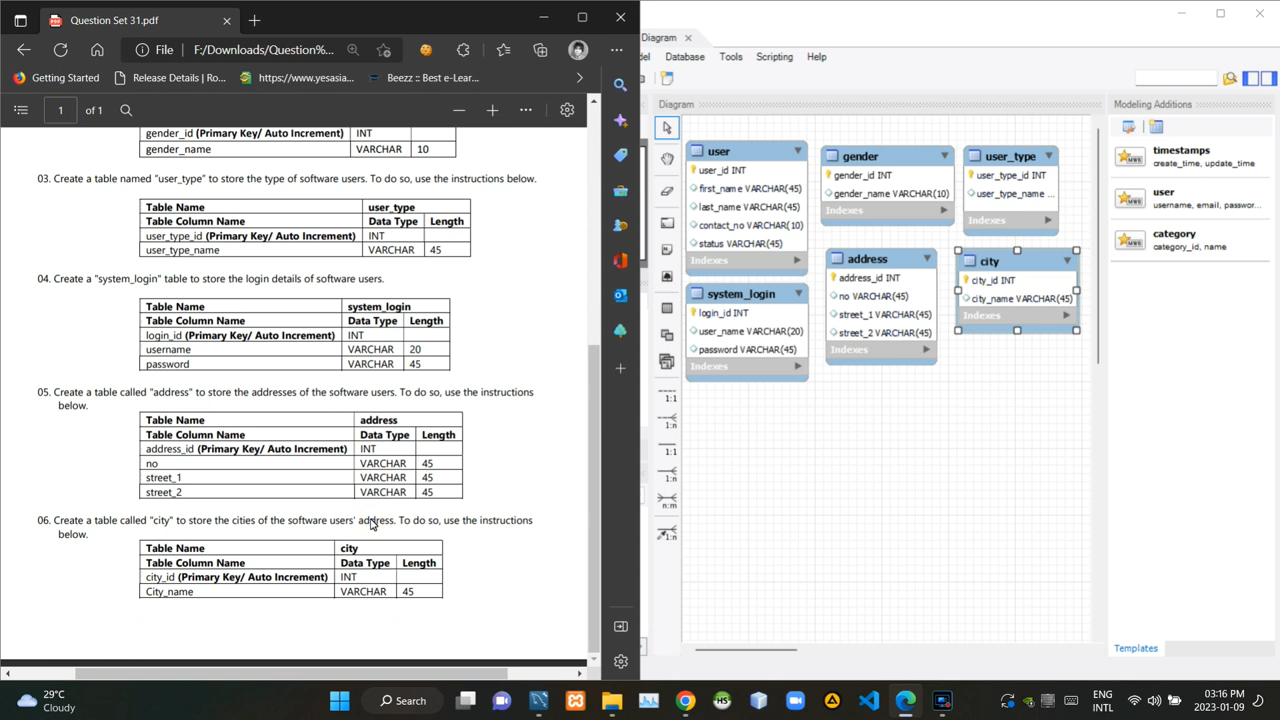 Question Set 31.pdf
File
F:/Downloads/Question%...
Getting Started
Release Details | Ro...
https://www.yesasia...
Beezz :: Best e-Lear...
1
of 1
gender_id (Primary Key/ Auto Increment) INT
gender_name VARCHAR 10
03. Create a table named "user_type" to store the type of software users. To do so, use the instructions below.
Table Name user_type
Table Column Name Data Type Length
user_type_id (Primary Key/ Auto Increment) INT
user_type_name VARCHAR 45
04. Create a "system_login" table to store the login details of software users.
Table Name system_login
Table Column Name Data Type Length
login_id (Primary Key/ Auto Increment) INT
username VARCHAR 20
password VARCHAR 45
05. Create a table called "address" to store the addresses of the software users. To do so, use the instructions
below.
Table Name address
Table Column Name Data Type Length
address_id (Primary Key/ Auto Increment) INT
no VARCHAR 45
street_1 VARCHAR 45
street_2 VARCHAR 45
06. Create a table called "city" to store the cities of the software users' address. To do so, use the instructions
below.
Table Name city
Table Column Name Data Type Length
city_id (Primary Key/ Auto Increment) INT
City_name VARCHAR 45
Diagram
Database
Tools
Scripting
Help
Diagram
user
user_id INT
first_name VARCHAR(45)
last_name VARCHAR(45)
contact_no VARCHAR(10)
status VARCHAR(45)
Indexes
gender
gender_id INT
gender_name VARCHAR(10)
Indexes
user_type
user_type_id INT
user_type_name ...
Indexes
system_login
login_id INT
user_name VARCHAR(20)
password VARCHAR(45)
Indexes
address
address_id INT
no VARCHAR(45)
street_1 VARCHAR(45)
street_2 VARCHAR(45)
Indexes
city
city_id INT
city_name VARCHAR(45)
Indexes
1:1
1:n
1:1
1:n
n:m
1:n
Modeling Additions
timestamps
create_time, update_time
user
username, email, passwor...
category
category_id, name
Templates
29°C
Cloudy
Search
ENG
INTL
03:16 PM
2023-01-09